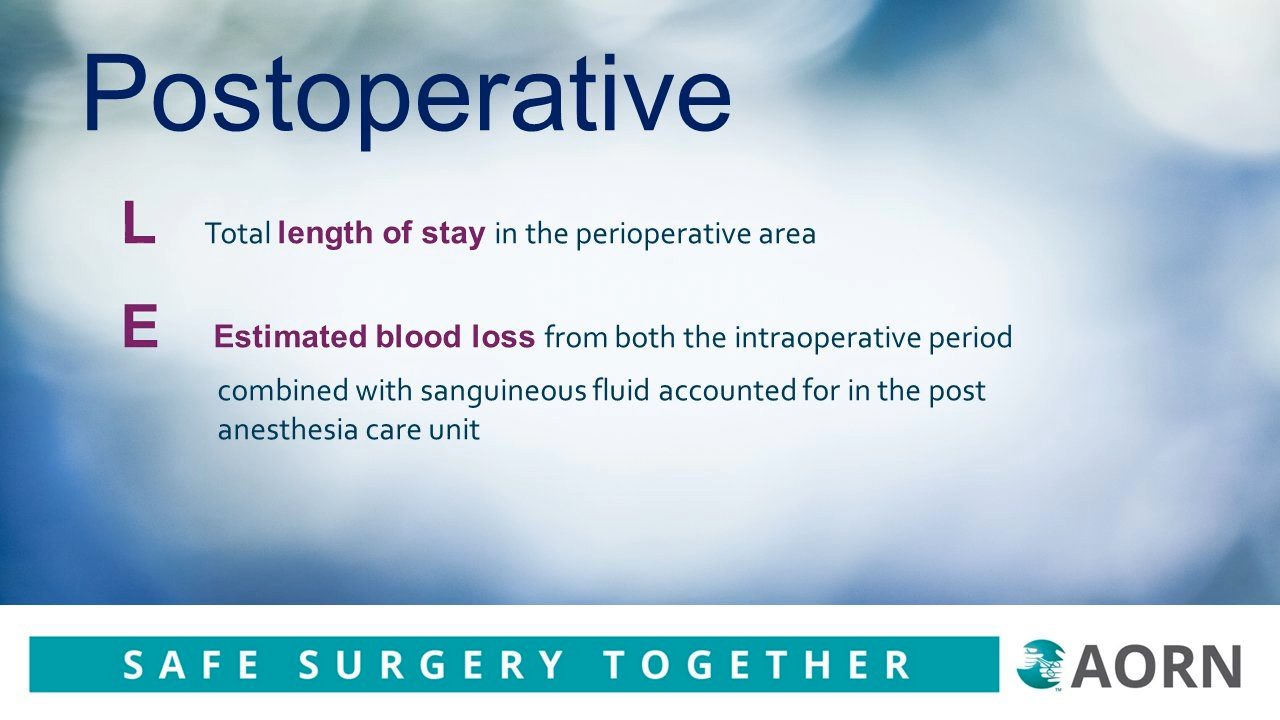 Postoperative
L Total length of stay in the perioperative area
E Estimated blood loss from both the intraoperative period
combined with sanguineous fluid accounted for in the post
anesthesia care unit
SAFE SURGERY TOGETHER
AORN